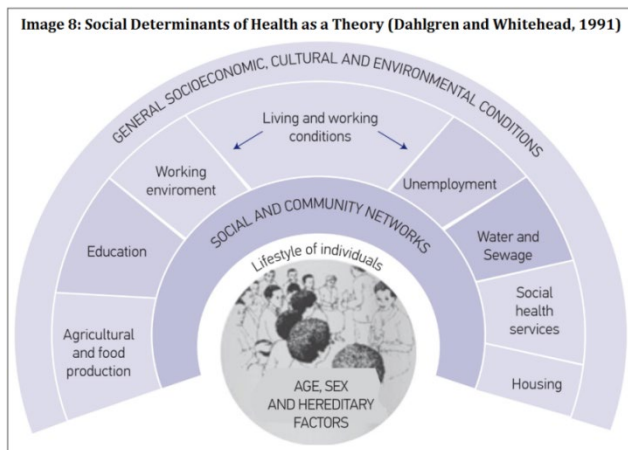 Image 8: Social Determinants of Health as a Theory (Dahlgren and Whitehead, 1991)
GENERAL SOCIOECONOMIC, CULTURAL AND ENVIRONMENTAL CONDITIONS
Living and working
conditions
Working
enviroment
Unemployment
Education
Water and
Sewage
Agricultural
and food
production
Social
health
services
Housing
SOCIAL AND COMMUNITY NETWORKS
Lifestyle of individuals
AGE, SEX
AND HEREDITARY
FACTORS